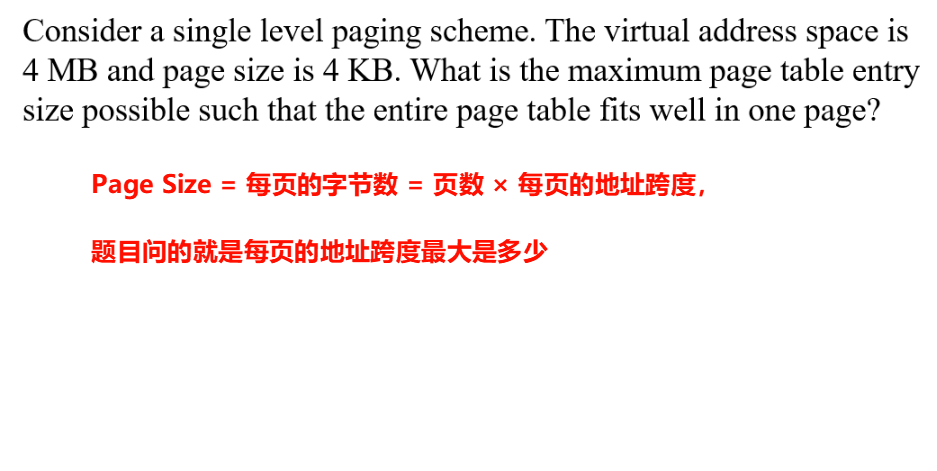 Consider a single level paging scheme. The virtual address space is
4 MB and page size is 4 KB. What is the maximum page table entry
size possible such that the entire page table fits well in one page?
Page Size = 每页的字节数 = 页数 × 每页的地址跨度，
题目问的就是每页的地址跨度最大是多少